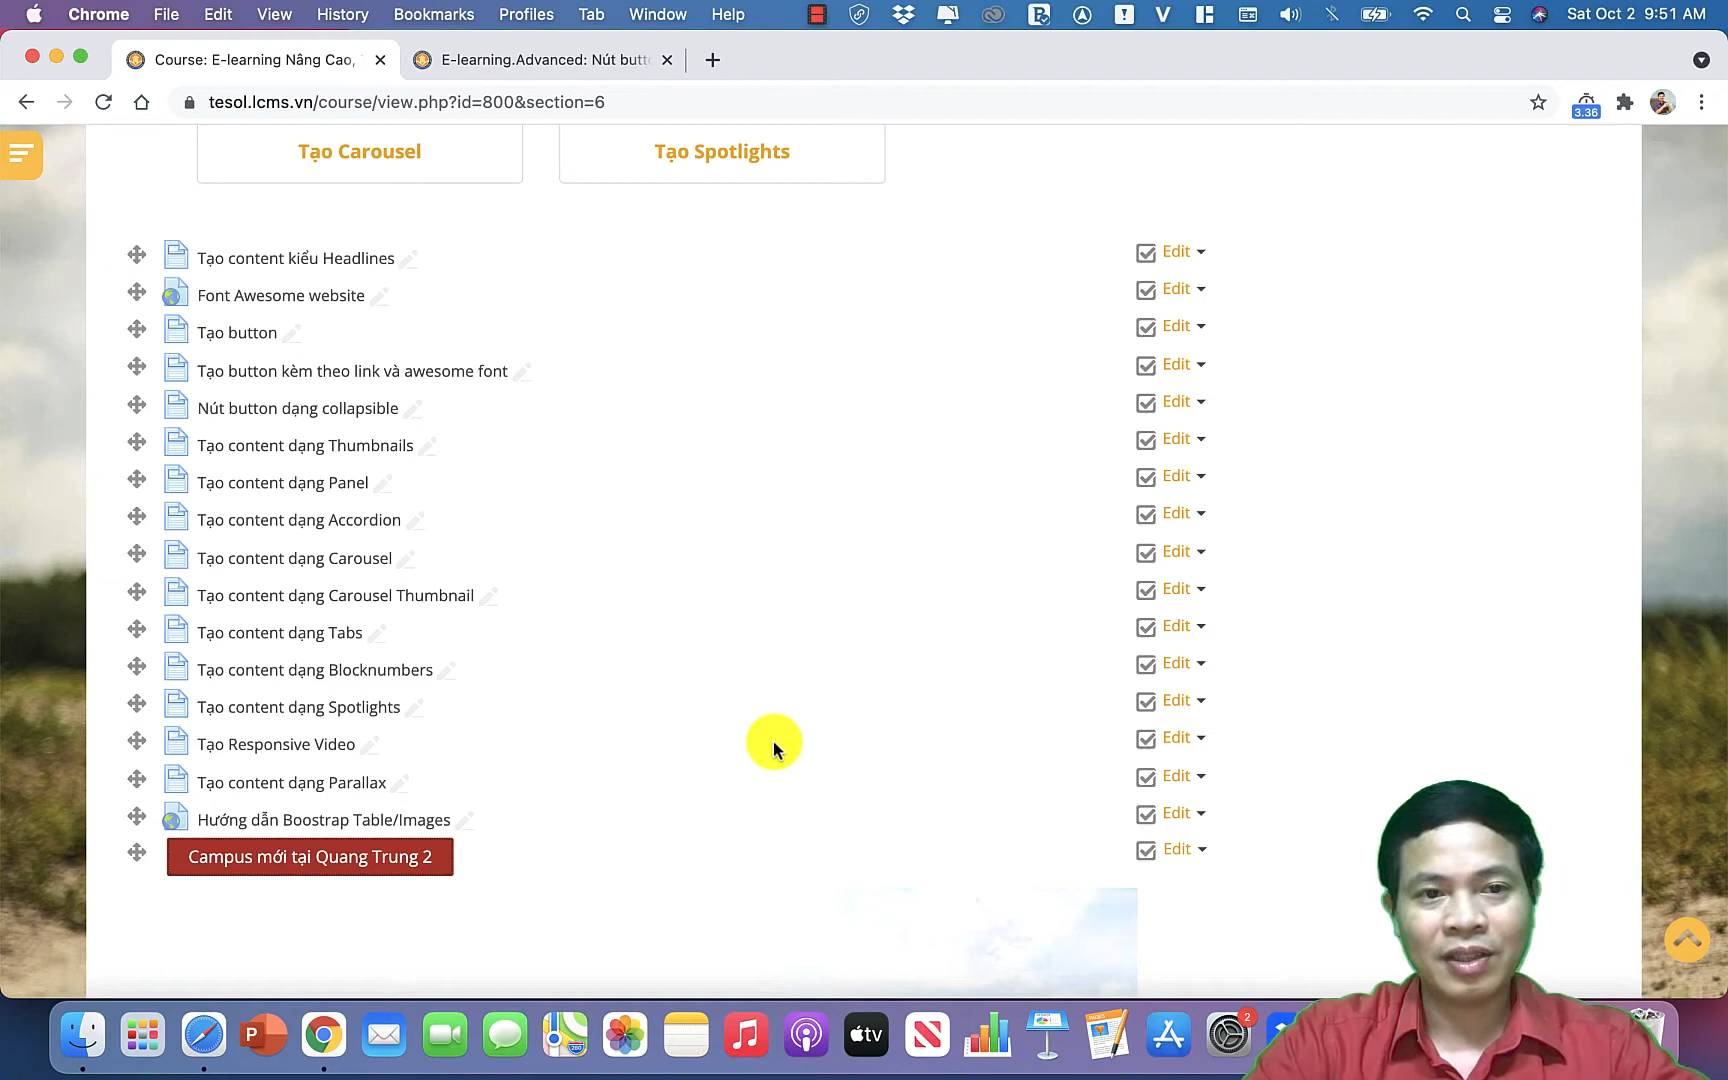 Chrome File Edit View History Bookmarks Profiles Tab Window Help Sat Oct 2 9:51 AM
Course: E-learning Nâng Cao,
E-learning.Advanced: Nút butt
tesol.lcms.vn/course/view.php?id=800&section=6
3.36
Tạo Carousel
Tạo Spotlights
Tạo content kiểu Headlines Edit
Font Awesome website Edit
Tạo button Edit
Tạo button kèm theo link và awesome font Edit
Nút button dạng collapsible Edit
Tạo content dạng Thumbnails Edit
Tạo content dạng Panel Edit
Tạo content dạng Accordion Edit
Tạo content dạng Carousel Edit
Tạo content dạng Carousel Thumbnail Edit
Tạo content dạng Tabs Edit
Tạo content dạng Blocknumbers Edit
Tạo content dạng Spotlights Edit
Tạo Responsive Video Edit
Tạo content dạng Parallax Edit
Hướng dẫn Boostrap Table/Images Edit
Campus mới tại Quang Trung 2 Edit
P
280
tv
PAGES
2